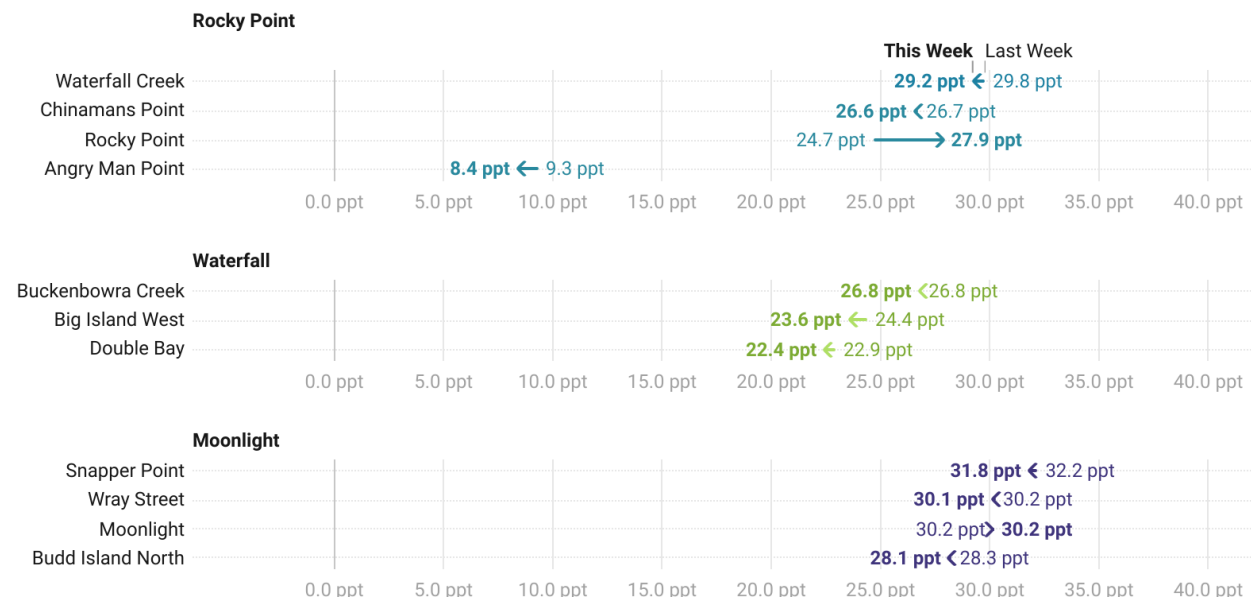 Rocky Point
This Week Last Week
Waterfall Creek 29.2 ppt 29.8 ppt
Chinamans Point 26.6 ppt 26.7 ppt
Rocky Point 24.7 ppt 27.9 ppt
Angry Man Point 8.4 ppt 9.3 ppt
0.0 ppt 5.0 ppt 10.0 ppt 15.0 ppt 20.0 ppt 25.0 ppt 30.0 ppt 35.0 ppt 40.0 ppt
Waterfall
Buckenbowra Creek 26.8 ppt 26.8 ppt
Big Island West 23.6 ppt 24.4 ppt
Double Bay 22.4 ppt 22.9 ppt
0.0 ppt 5.0 ppt 10.0 ppt 15.0 ppt 20.0 ppt 25.0 ppt 30.0 ppt 35.0 ppt 40.0 ppt
Moonlight
Snapper Point 31.8 ppt 32.2 ppt
Wray Street 30.1 ppt 30.2 ppt
Moonlight 30.2 ppt 30.2 ppt
Budd Island North 28.1 ppt 28.3 ppt
0.0 ppt 5.0 ppt 10.0 ppt 15.0 ppt 20.0 ppt 25.0 ppt 30.0 ppt 35.0 ppt 40.0 ppt